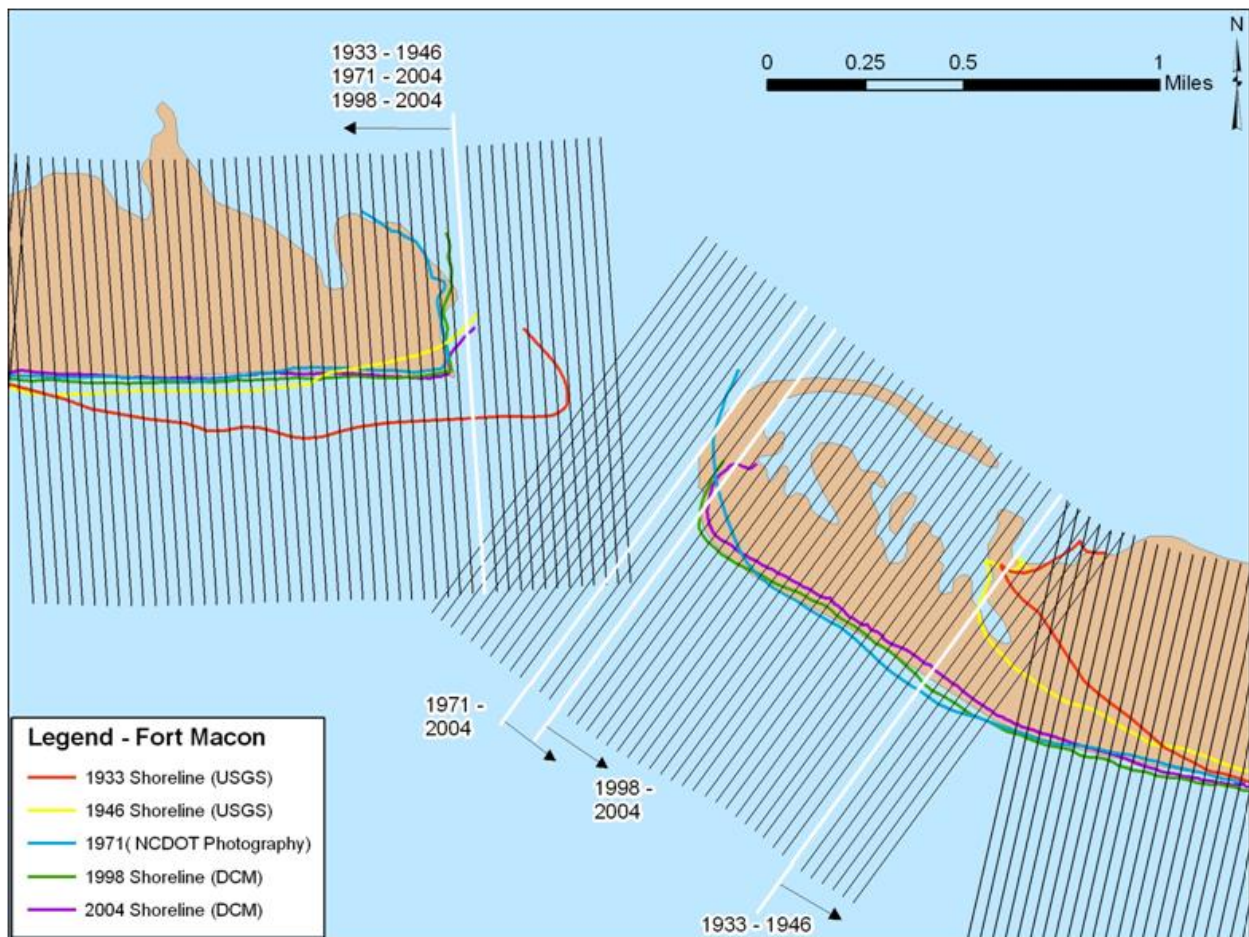 1933 - 1946
1971 - 2004
1998 - 2004
0 0.25 0.5 1
Miles
N
1971 -
2004
1998 -
2004
1933 - 1946
Legend - Fort Macon
1933 Shoreline (USGS)
1946 Shoreline (USGS)
1971( NCDOT Photography)
1998 Shoreline (DCM)
2004 Shoreline (DCM)